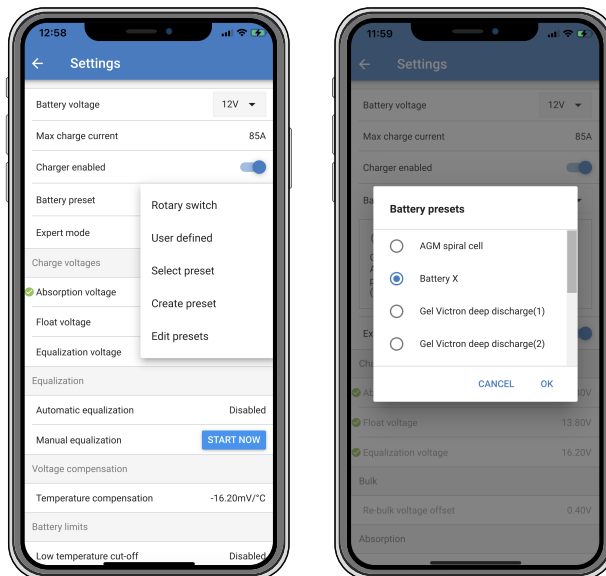 12:58
Settings
Battery voltage 12V
Max charge current 85A
Charger enabled
Battery preset
Rotary switch
User defined
Expert mode
Select preset
Charge voltages
Absorption voltage
Create preset
Float voltage
Edit presets
Equalization voltage
Equalization
Automatic equalization Disabled
Manual equalization START NOW
Voltage compensation
Temperature compensation -16.20mV/°C
Battery limits
Low temperature cut-off Disabled
11:59
Settings
Battery voltage 12V
Max charge current 85A
Charger enabled
Ba
Battery presets
AGM spiral cell
Battery X
Gel Victron deep discharge(1)
Gel Victron deep discharge(2)
CANCEL OK
Ex
Ch
Ab
Float voltage 13.80V
Equalization voltage 16.20V
Bulk
Re-bulk voltage offset 0.40V
Absorption